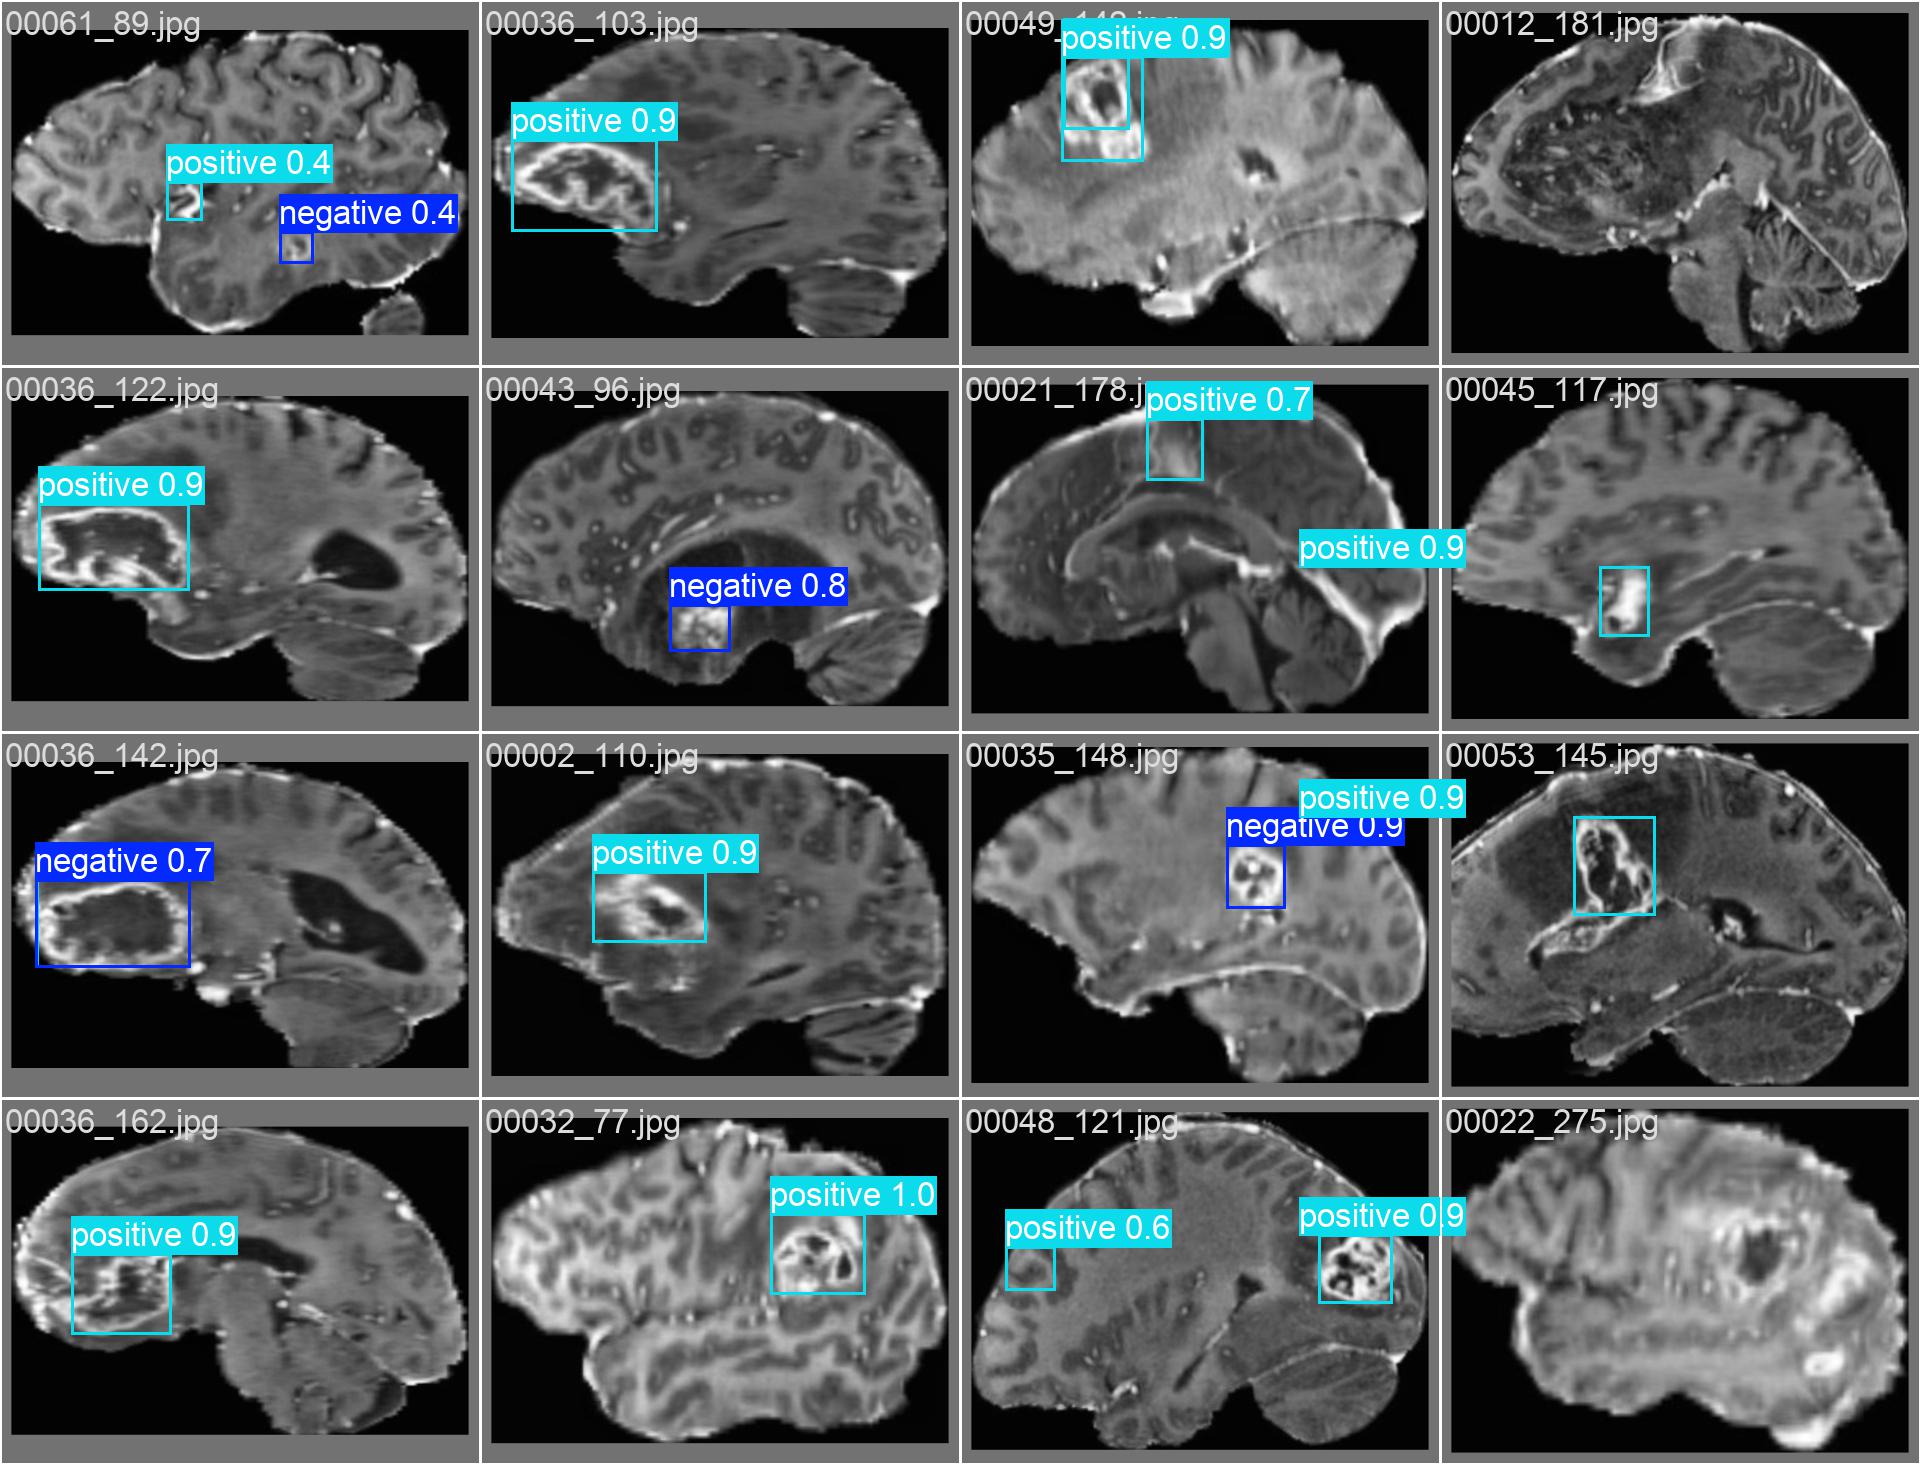 00061_89.jpg
positive 0.4
negative 0.4
00036_103.jpg
positive 0.9
positive 0.9
00012_181.jpg
00036_122.jpg
positive 0.9
00043_96.jpg
negative 0.8
positive 0.7
00045_117.jpg
positive 0.9
00036_142.jpg
negative 0.7
00002_110.jpg
positive 0.9
00035_148.jpg
negative 0.9
00053_145.jpg
positive 0.9
00036_162.jpg
positive 0.9
00032_77.jpg
positive 1.0
00048_121.jpg
positive 0.6
positive 0.9
00022_275.jpg